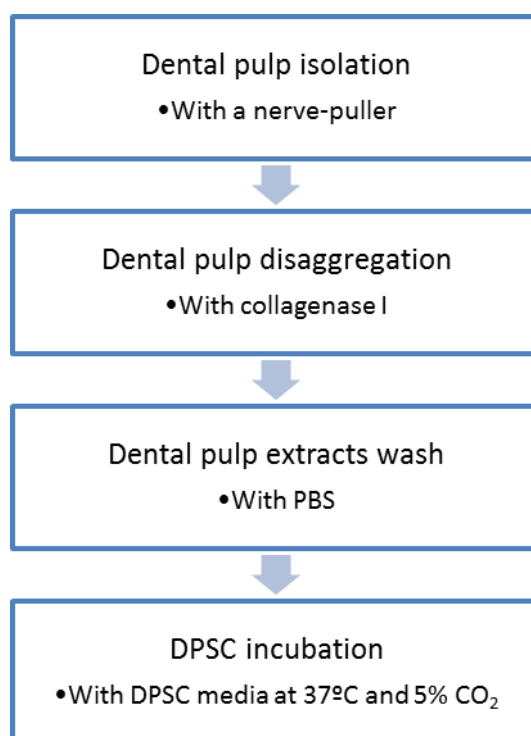 Dental pulp isolation
•With a nerve-puller
Dental pulp disaggregation
•With collagenase I
Dental pulp extracts wash
•With PBS
DPSC incubation
•With DPSC media at 37ºC and 5% CO₂